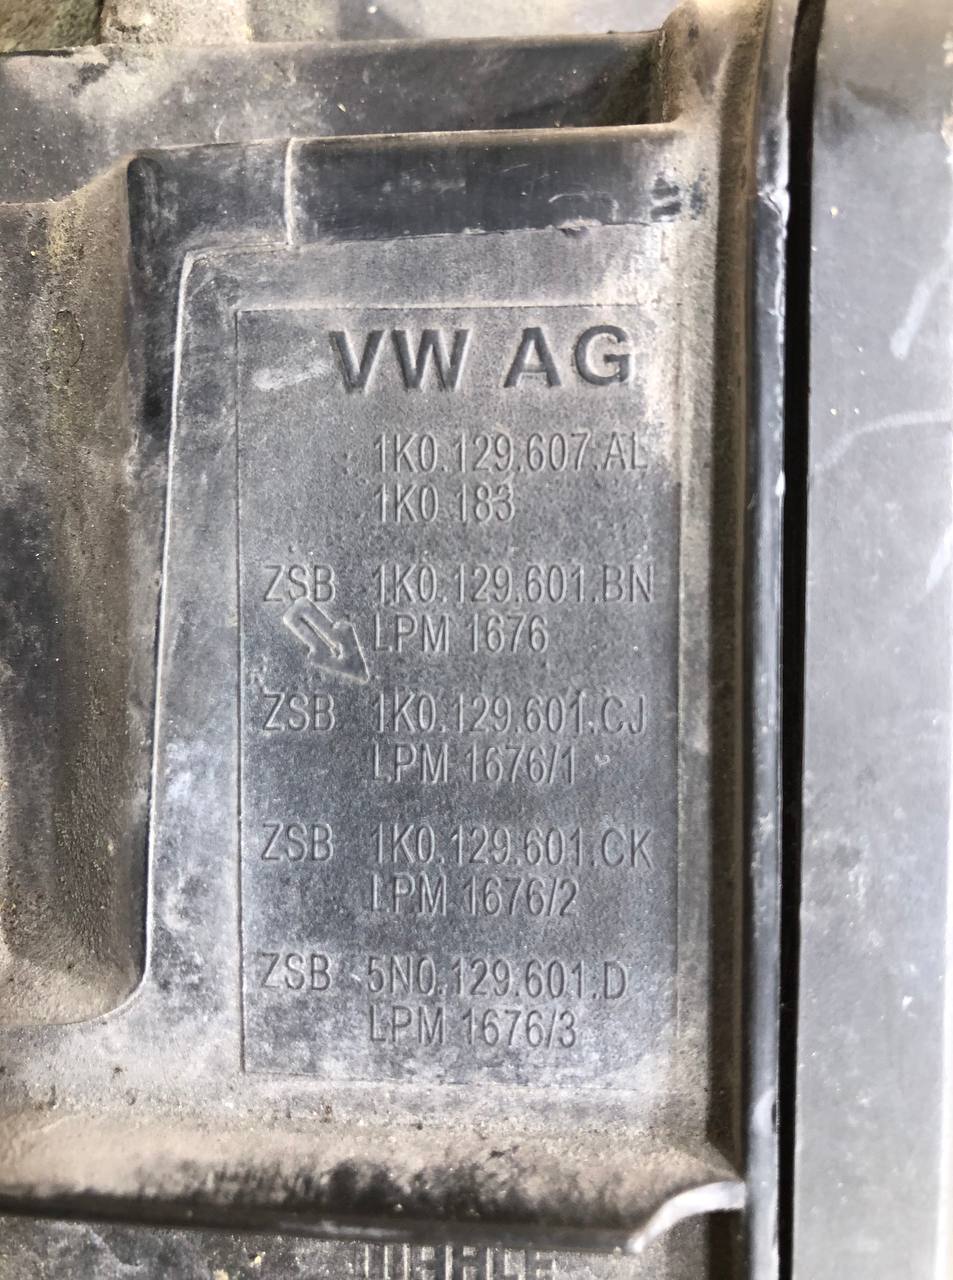 VW AG
1K0.129.607.AL
1K0 183
ZSB 1K0.129.601.BN
LPM 1676
ZSB 1K0.129.601.CJ
LPM 1676/1
ZSB 1K0.129.601.CK
LPM 1676/2
ZSB 5N0.129.601.D
LPM 1676/3